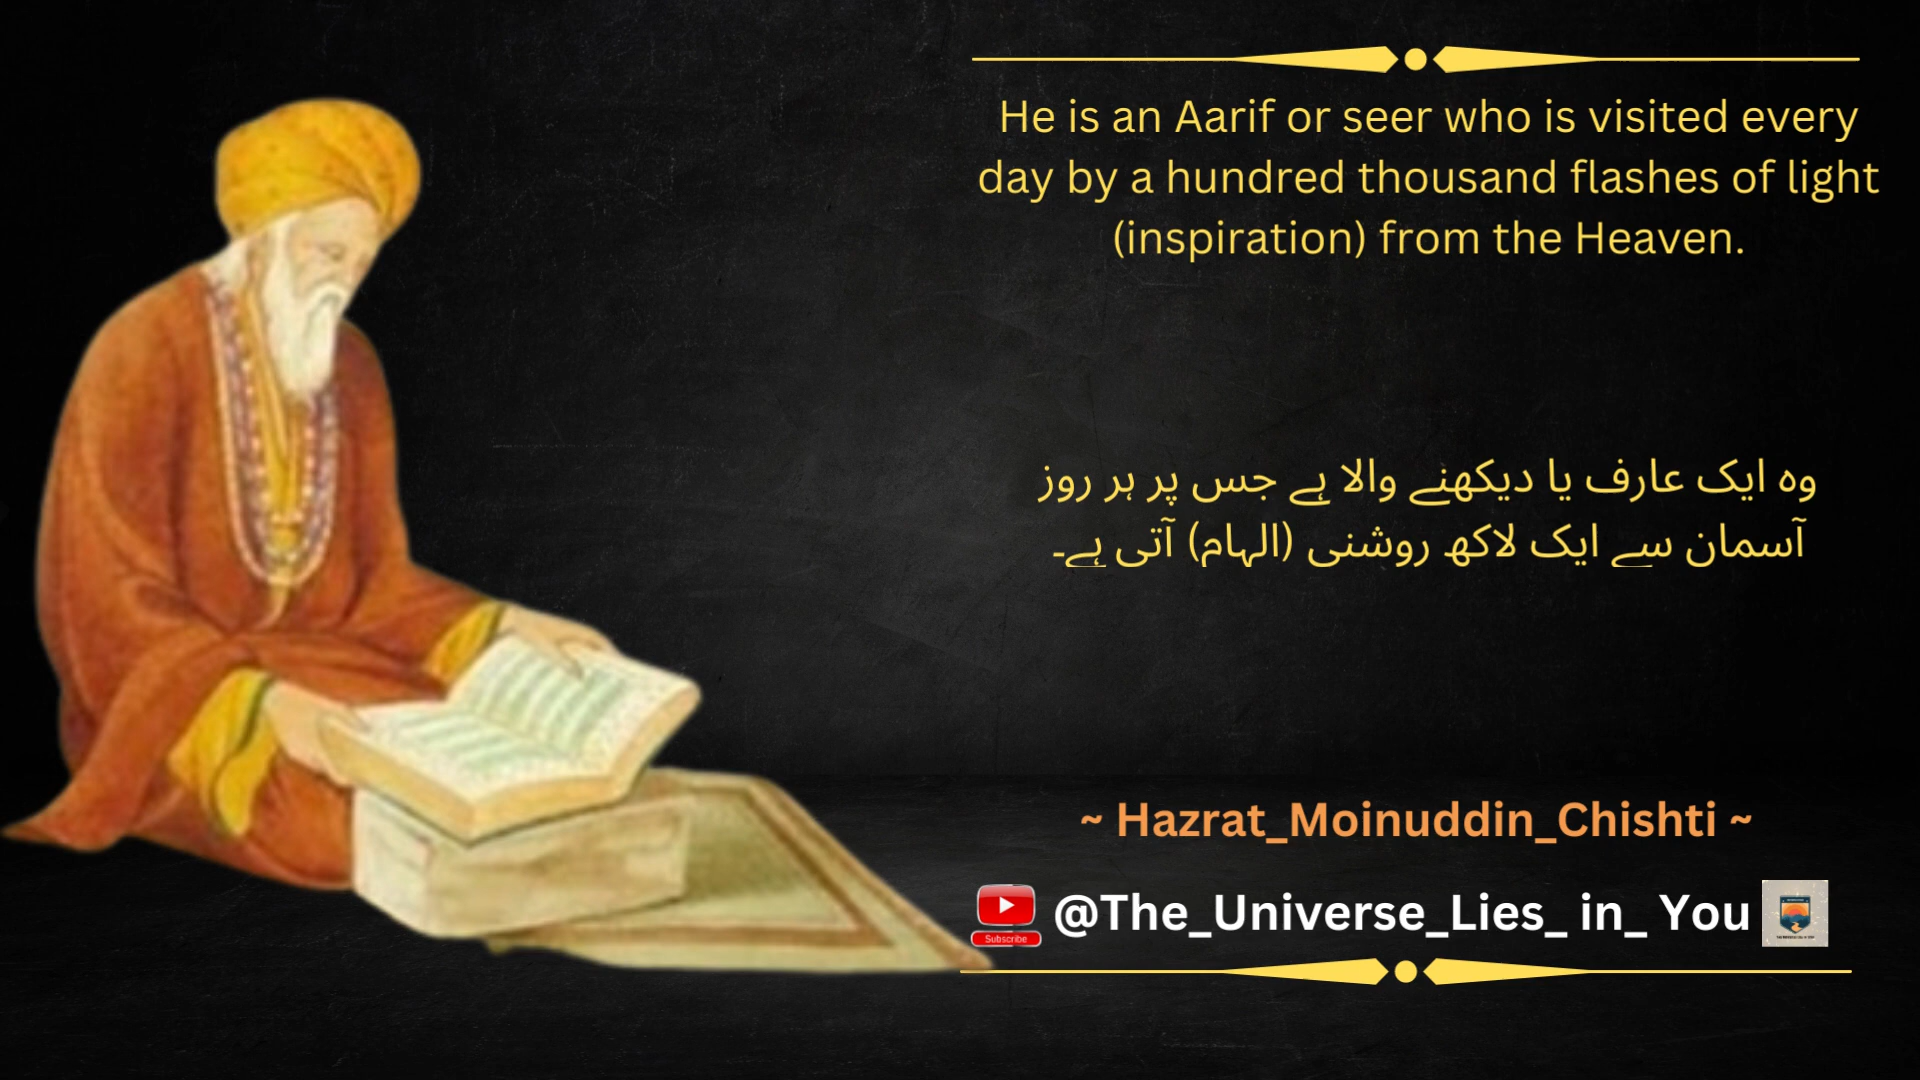 He is an Aarif or seer who is visited every
day by a hundred thousand flashes of light
(inspiration) from the Heaven.
وہ ایک عارف یا دیکھنے والا ہے جس پر ہر روز
آسمان سے ایک لاکھ روشنی (الہام) آتی ہے۔
~ Hazrat_Moinuddin_Chishti ~
@The_Universe_Lies_ in_ You
Subscribe